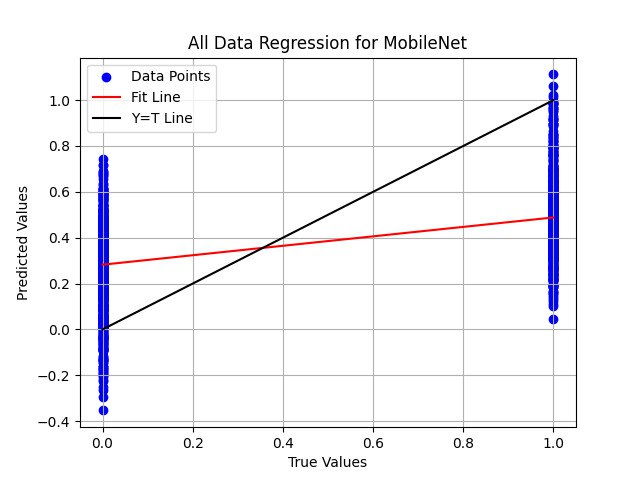 All Data Regression for MobileNet
Data Points
Fit Line
Y=T Line
1.0
0.8
0.6
0.4
0.2
0.0
−0.2
−0.4
Predicted Values
0.0 0.2 0.4 0.6 0.8 1.0
True Values